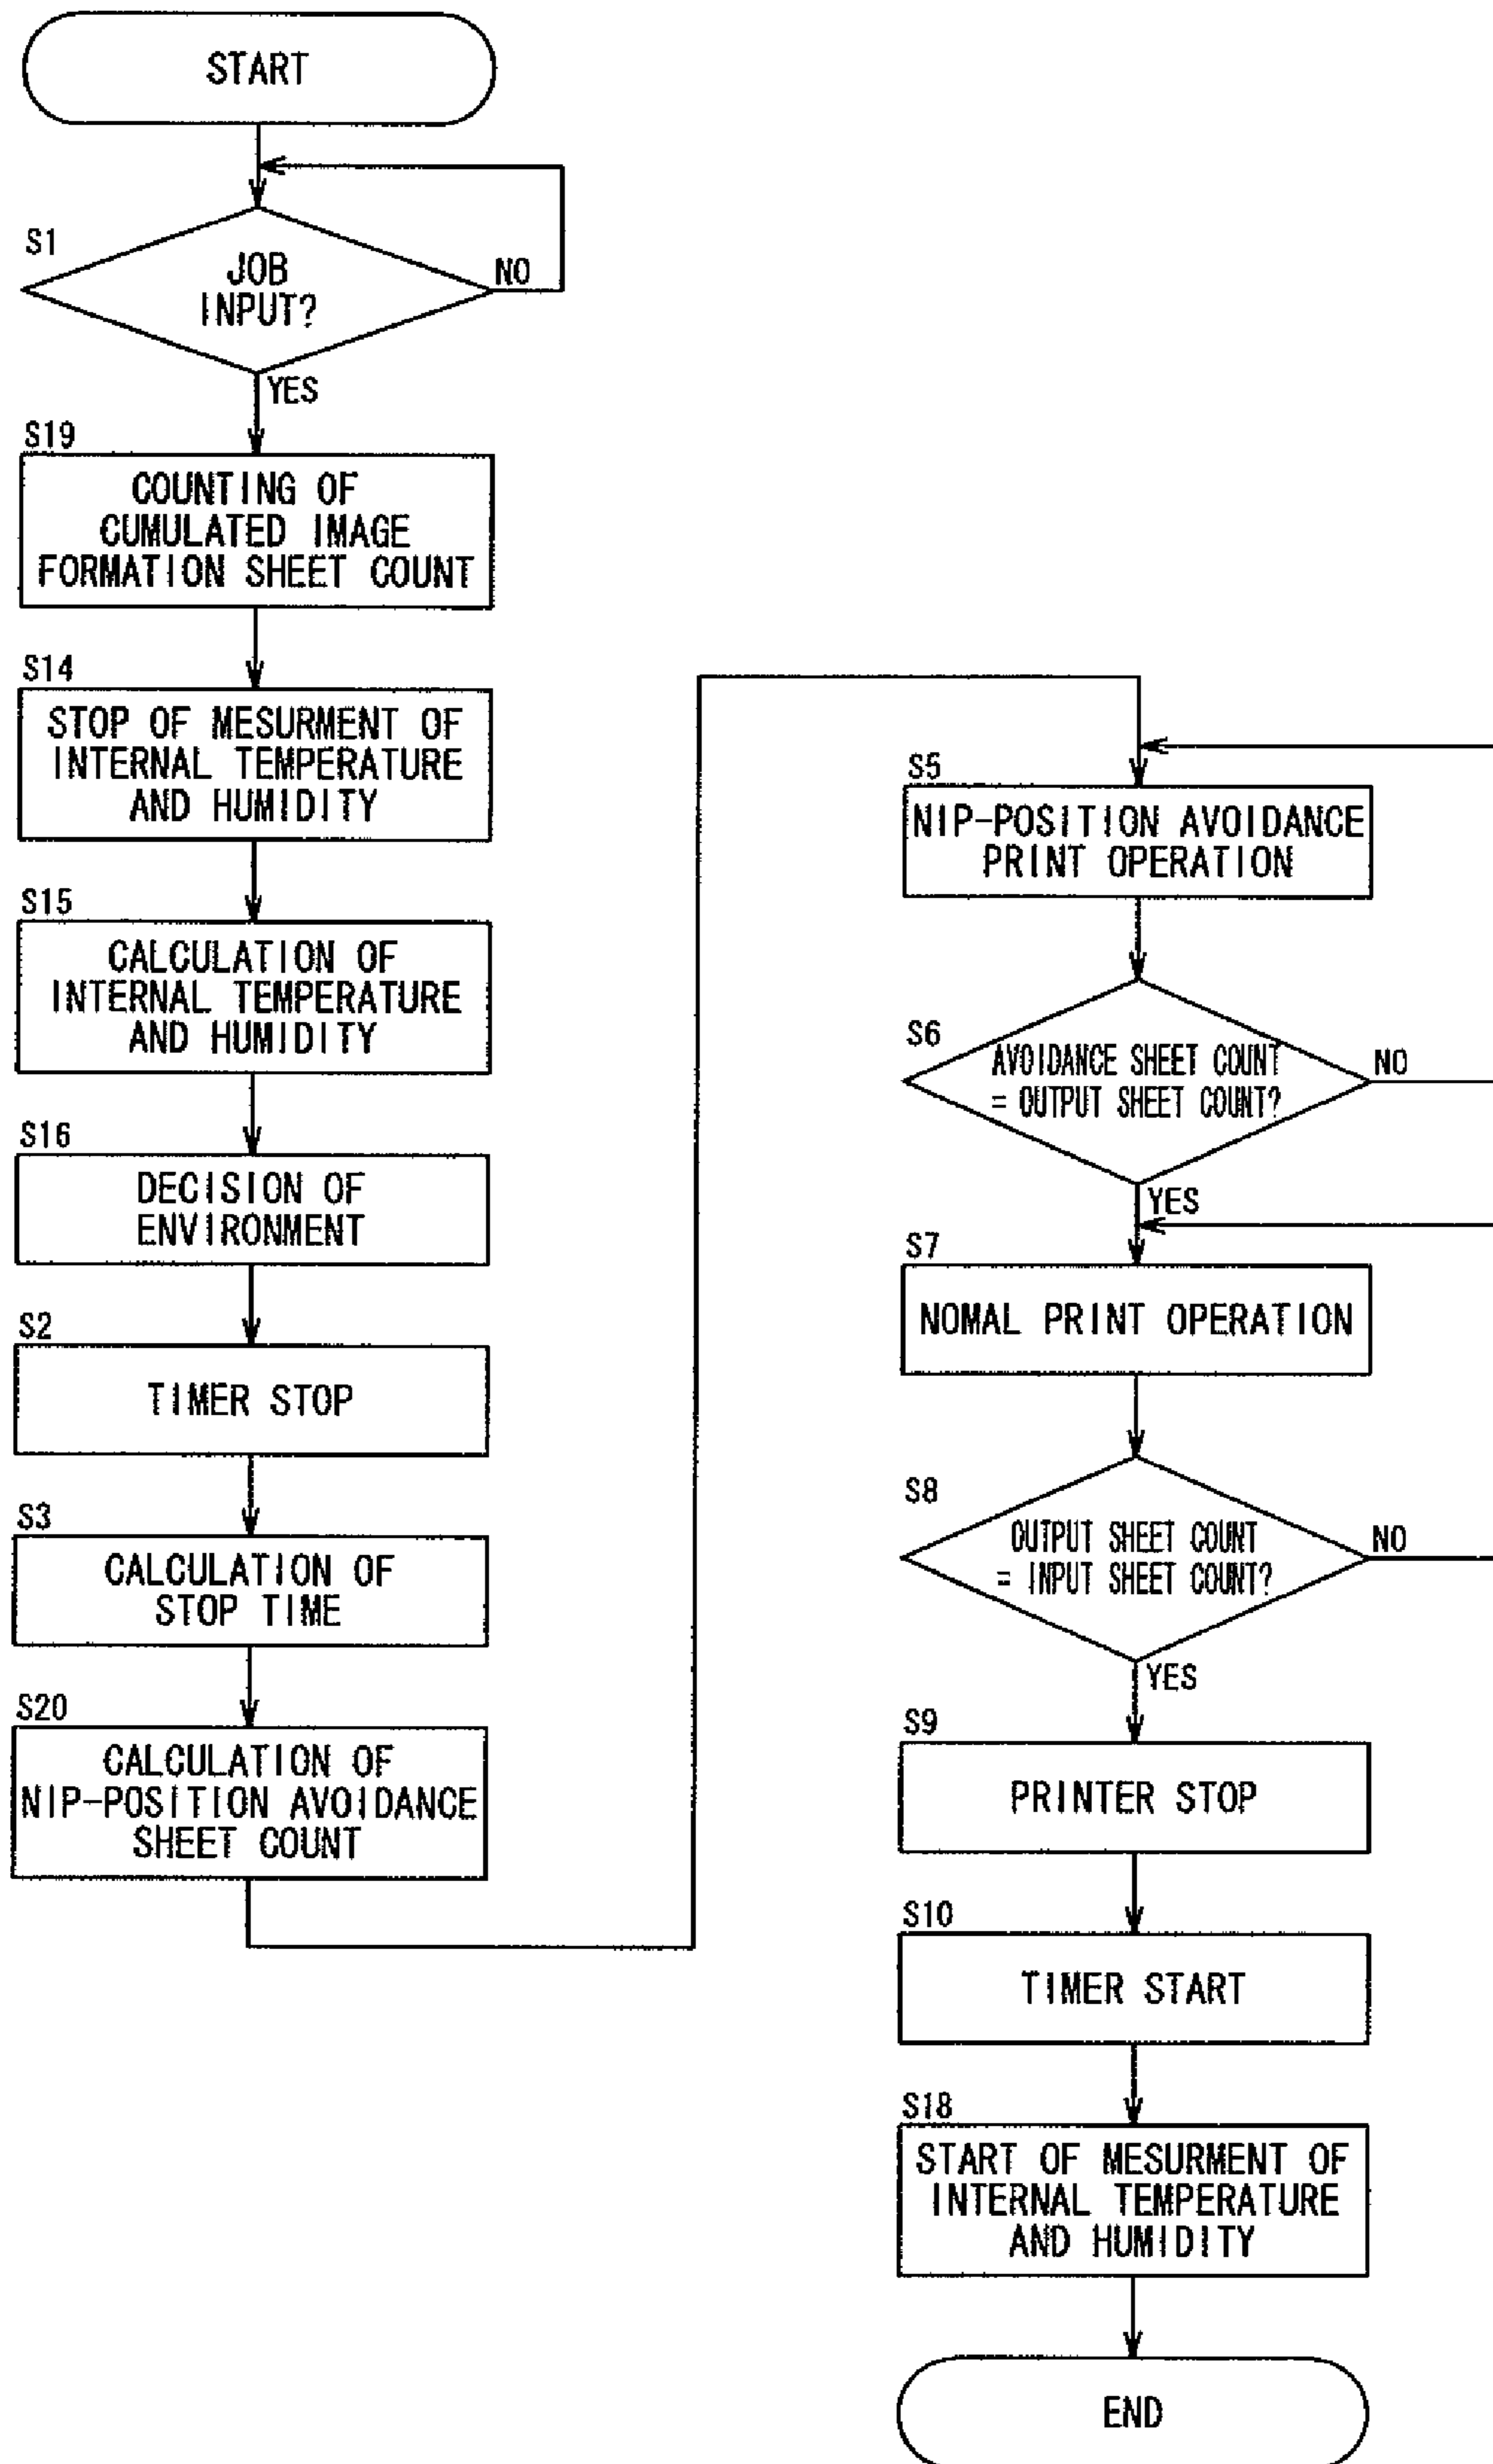 START
S1
JOB
INPUT?
NO
YES
S19
COUNTING OF
CUMULATED IMAGE
FORMATION SHEET COUNT
S14
STOP OF MESURMENT OF
INTERNAL TEMPERATURE
AND HUMIDITY
S15
CALCULATION OF
INTERNAL TEMPERATURE
AND HUMIDITY
S16
DECISION OF
ENVIRONMENT
S2
TIMER STOP
S3
CALCULATION OF
STOP TIME
S20
CALCULATION OF
NIP-POSITION AVOIDANCE
SHEET COUNT
S5
NIP-POSITION AVOIDANCE
PRINT OPERATION
S6
AVOIDANCE SHEET COUNT
= OUTPUT SHEET COUNT?
NO
YES
S7
NOMAL PRINT OPERATION
S8
OUTPUT SHEET COUNT
= INPUT SHEET COUNT?
NO
YES
S9
PRINTER STOP
S10
TIMER START
S18
START OF MESURMENT OF
INTERNAL TEMPERATURE
AND HUMIDITY
END